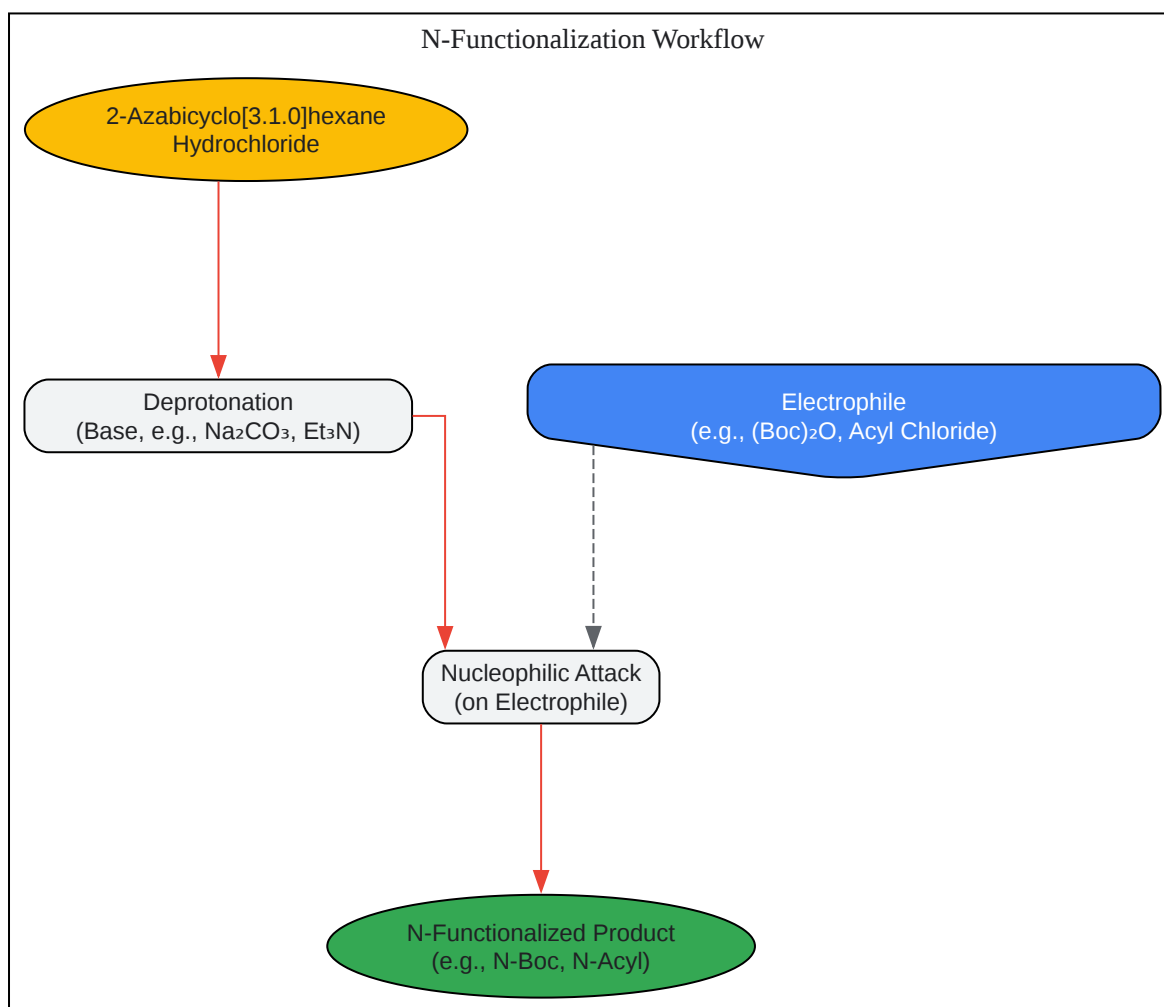 N-Functionalization Workflow
2-Azabicyclo[3.1.0]hexane
Hydrochloride
Deprotonation
(Base, e.g., Na₂CO₃, Et₃N)
Electrophile
(e.g., (Boc)₂O, Acyl Chloride)
Nucleophilic Attack
(on Electrophile)
N-Functionalized Product
(e.g., N-Boc, N-Acyl)